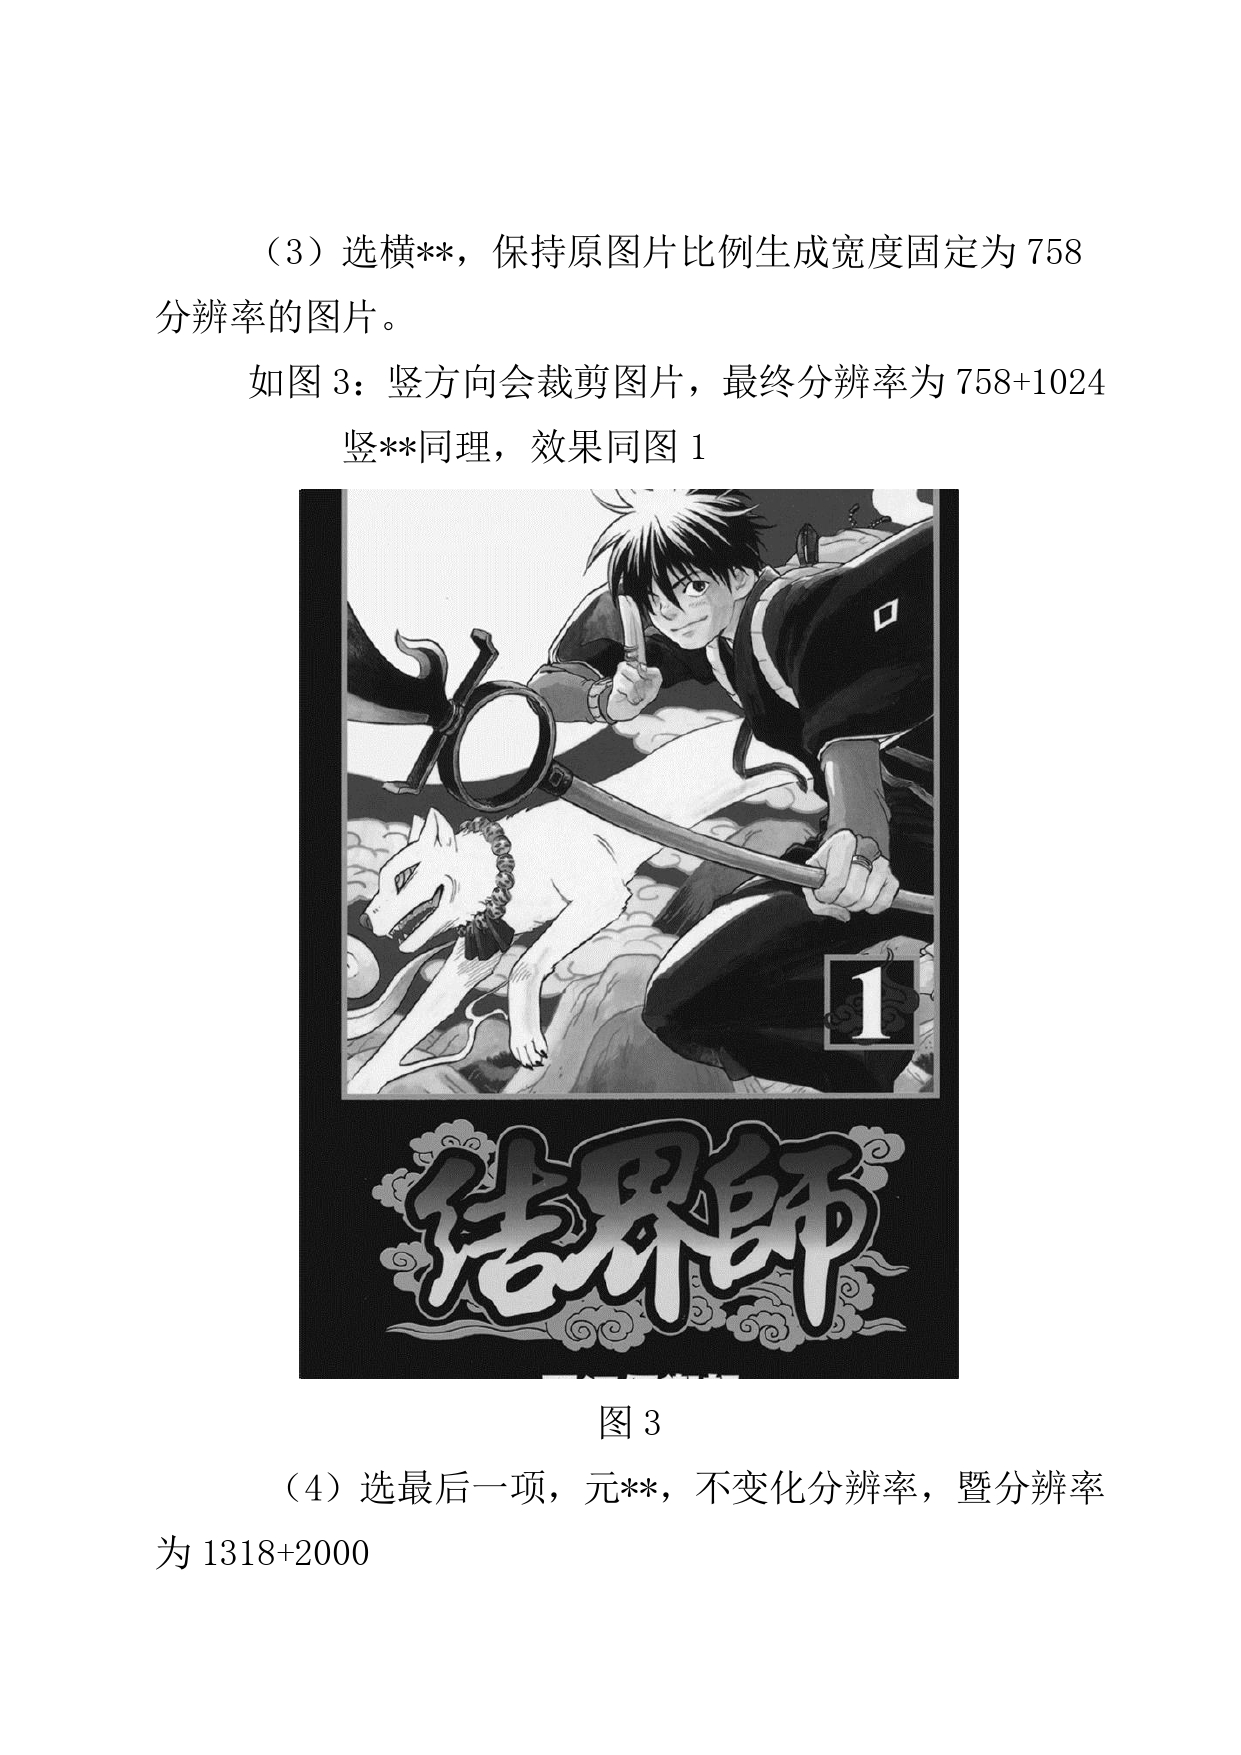 （3）选横**，保持原图片比例生成宽度固定为 758
分辨率的图片。
如图 3：竖方向会裁剪图片，最终分辨率为 758+1024
竖**同理，效果同图 1
1
结界師
图 3
（4）选最后一项，元**，不变化分辨率，暨分辨率
为 1318+2000